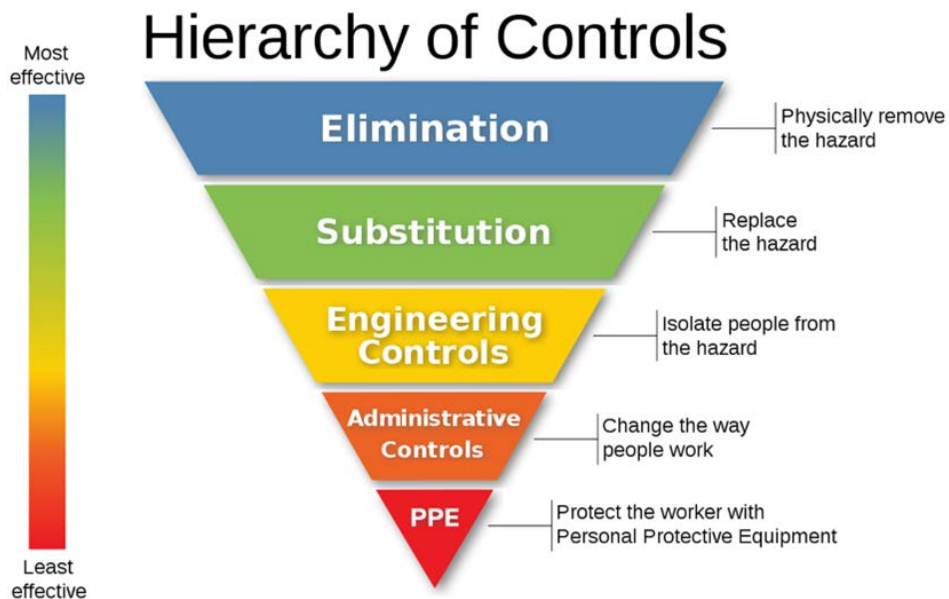 Hierarchy of Controls
Most
effective
Elimination
Physically remove
the hazard
Substitution
Replace
the hazard
Engineering
Controls
Isolate people from
the hazard
Administrative
Controls
Change the way
people work
PPE
Protect the worker with
Personal Protective Equipment
Least
effective